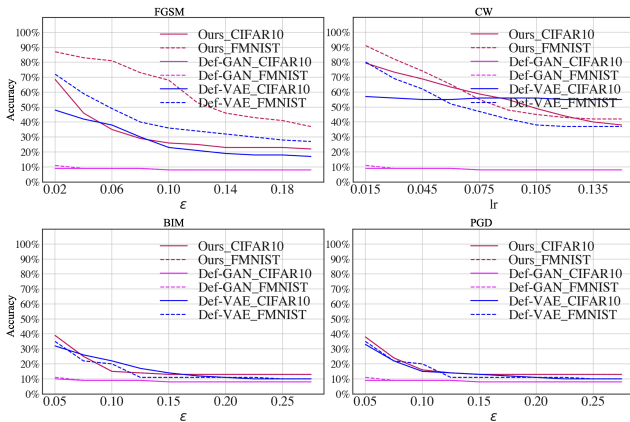 FGSM
100%
90%
80%
70%
60%
50%
40%
30%
20%
10%
0%
Accuracy
Ours_CIFAR10
Ours_FMNIST
Def-GAN_CIFAR10
Def-GAN_FMNIST
Def-VAE_CIFAR10
Def-VAE_FMNIST
0.02 0.06 0.10 0.14 0.18
ε
CW
100%
90%
80%
70%
60%
50%
40%
30%
20%
10%
0%
Ours_CIFAR10
Ours_FMNIST
Def-GAN_CIFAR10
Def-GAN_FMNIST
Def-VAE_CIFAR10
Def-VAE_FMNIST
0.015 0.045 0.075 0.105 0.135
lr
BIM
100%
90%
80%
70%
60%
50%
40%
30%
20%
10%
0%
Accuracy
Ours_CIFAR10
Ours_FMNIST
Def-GAN_CIFAR10
Def-GAN_FMNIST
Def-VAE_CIFAR10
Def-VAE_FMNIST
0.05 0.10 0.15 0.20 0.25
ε
PGD
100%
90%
80%
70%
60%
50%
40%
30%
20%
10%
0%
Ours_CIFAR10
Ours_FMNIST
Def-GAN_CIFAR10
Def-GAN_FMNIST
Def-VAE_CIFAR10
Def-VAE_FMNIST
0.05 0.10 0.15 0.20 0.25
ε